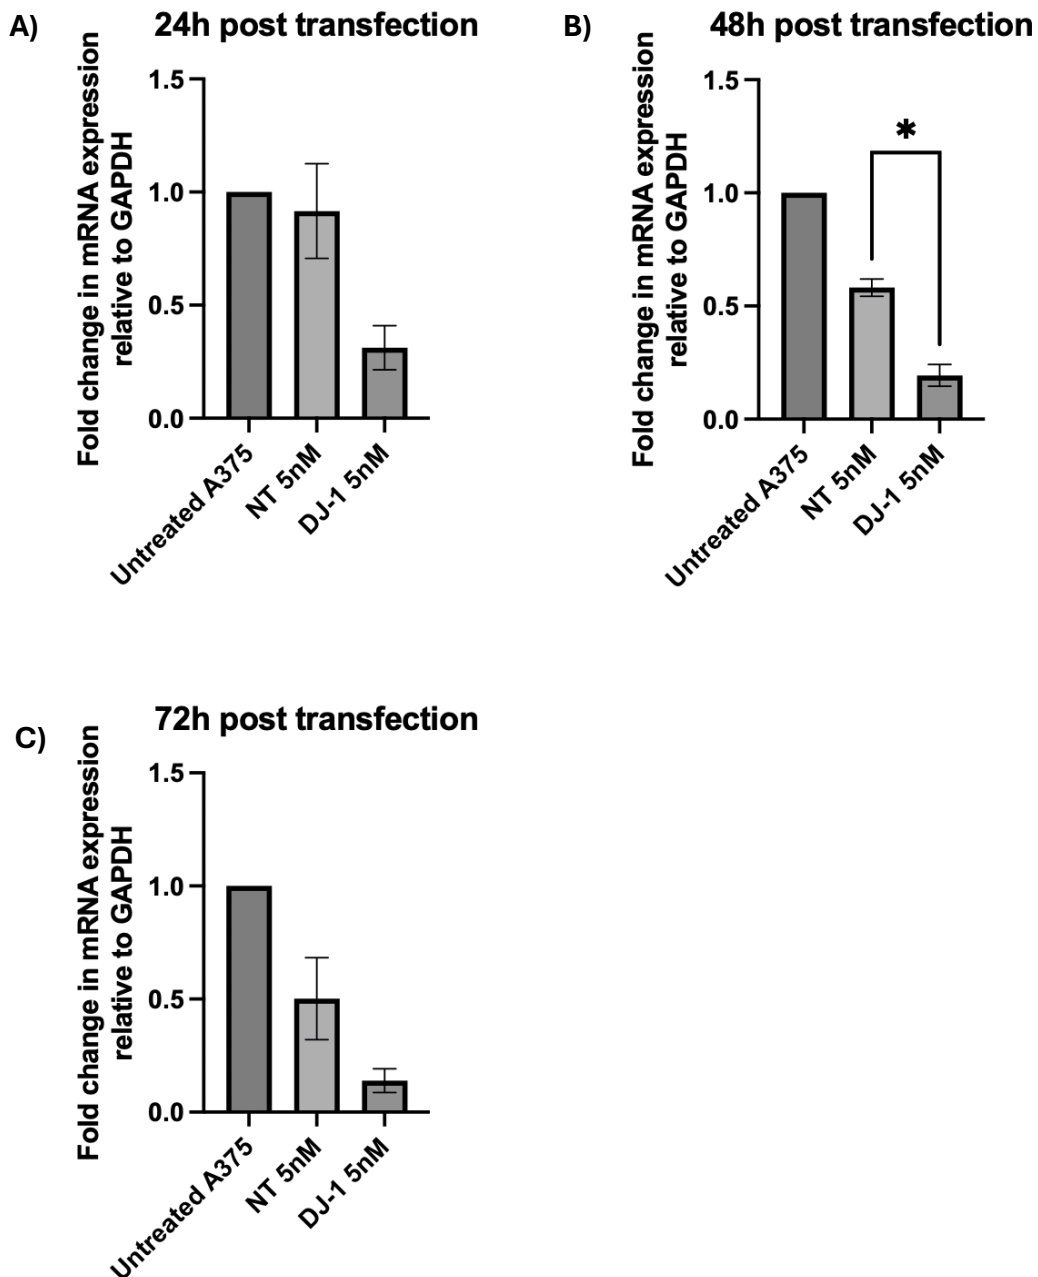 A)
24h post transfection
Fold change in mRNA expression
relative to GAPDH
1.5
1.0
0.5
0.0
Untreated A375
NT 5nM
DJ-1 5nM
B)
48h post transfection
Fold change in mRNA expression
relative to GAPDH
1.5
1.0
0.5
0.0
*
Untreated A375
NT 5nM
DJ-1 5nM
C)
72h post transfection
Fold change in mRNA expression
relative to GAPDH
1.5
1.0
0.5
0.0
Untreated A375
NT 5nM
DJ-1 5nM